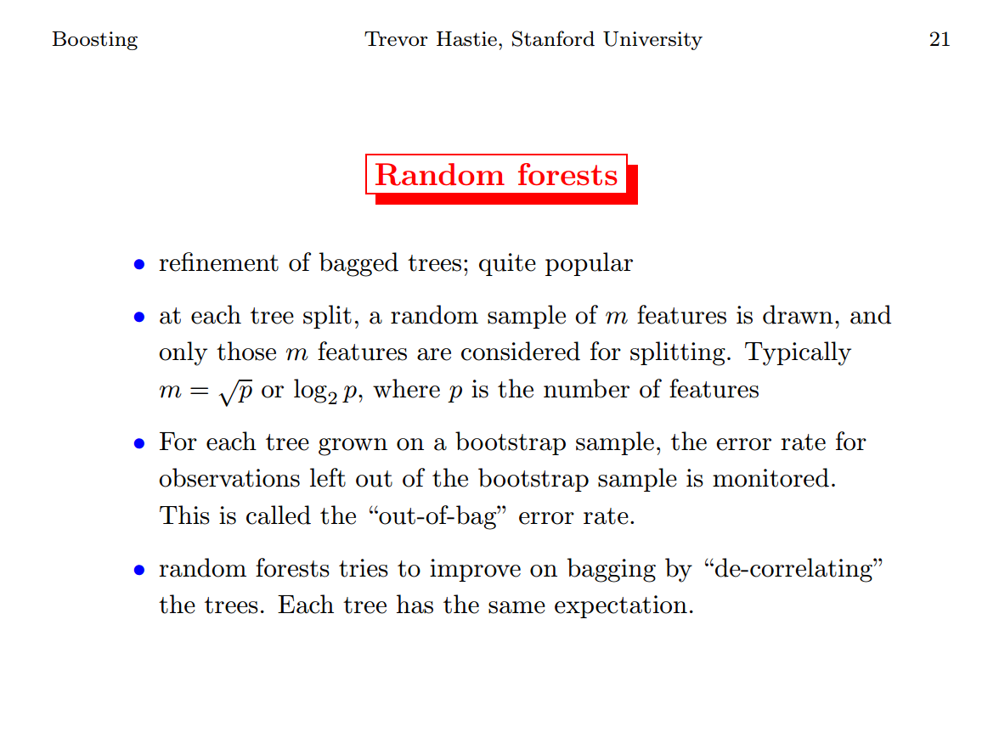 Boosting Trevor Hastie, Stanford University 21
Random forests
• refinement of bagged trees; quite popular
• at each tree split, a random sample of m features is drawn, and
only those m features are considered for splitting. Typically
m = √p or log₂ p, where p is the number of features
• For each tree grown on a bootstrap sample, the error rate for
observations left out of the bootstrap sample is monitored.
This is called the “out-of-bag” error rate.
• random forests tries to improve on bagging by “de-correlating”
the trees. Each tree has the same expectation.